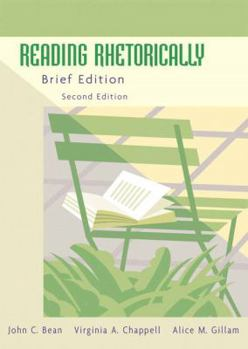 READING RHETORICALLY
Brief Edition
Second Edition
John C. Bean   Virginia A. Chappell   Alice M. Gillam